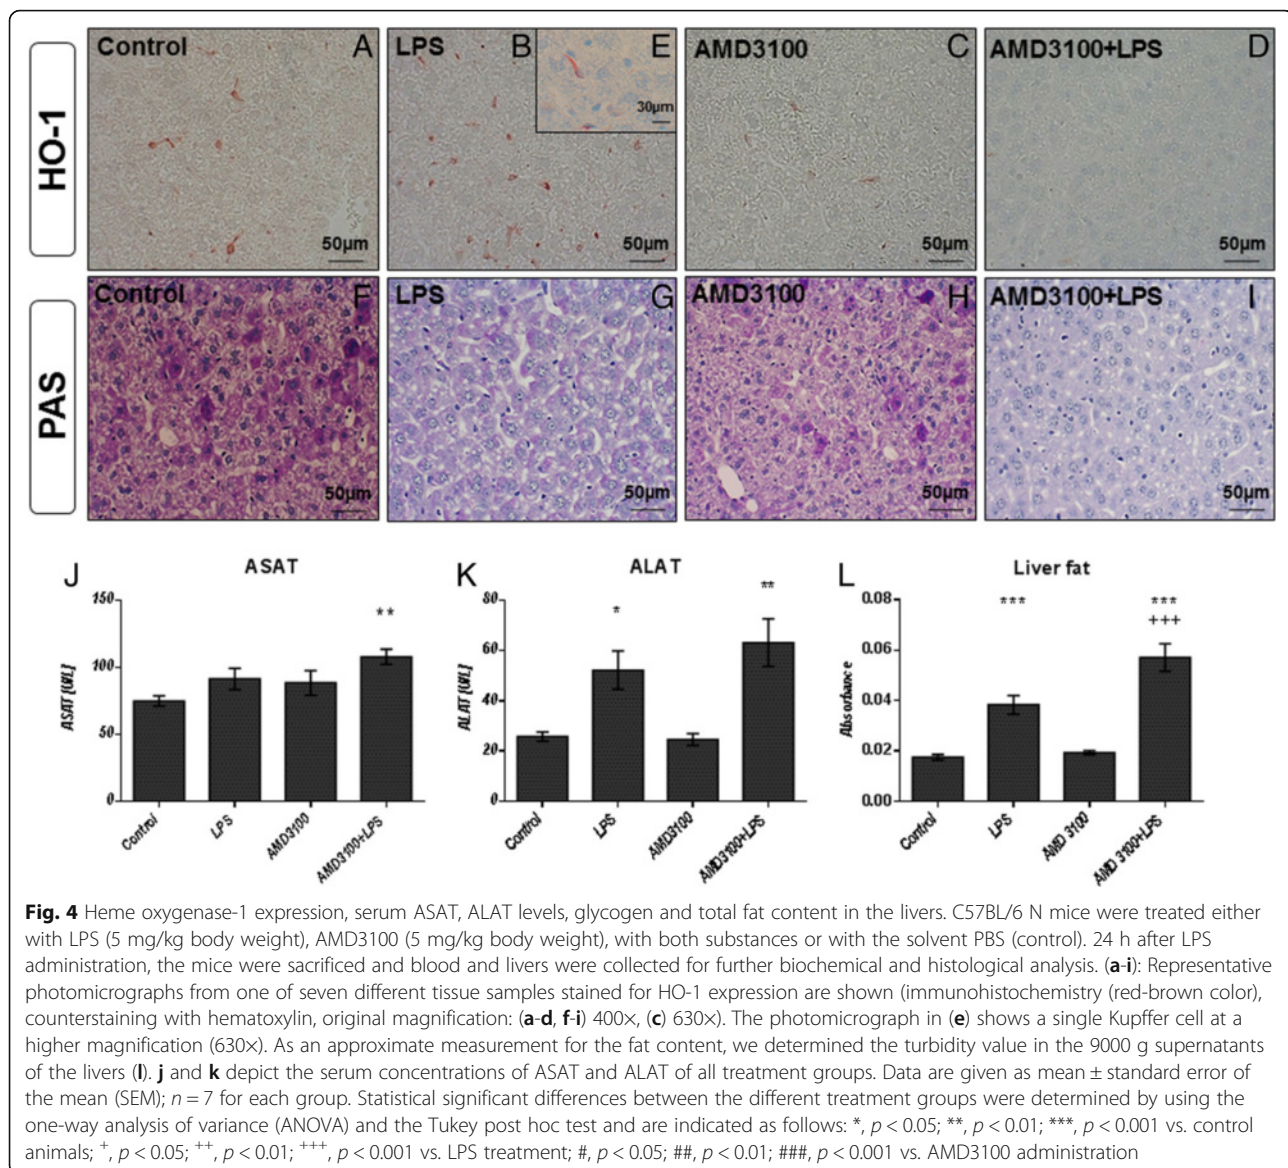 HO-1
Control A
LPS B
E
30µm
AMD3100 C
AMD3100+LPS D
50µm
50µm
50µm
50µm
PAS
Control F
LPS G
AMD3100 H
AMD3100+LPS I
50µm
50µm
50µm
50µm
J ASAT
150
100
50
0
ASAT [U/L]
**
Control
LPS
AMD3100
AMD3100+LPS
K ALAT
80
60
40
20
0
ALAT [U/L]
*
**
Control
LPS
AMD3100
AMD3100+LPS
L Liver fat
0.08
0.06
0.04
0.02
0.00
Absorbance
***
***
+++
Control
LPS
AMD 3100
AMD 3100+LPS
Fig. 4 Heme oxygenase-1 expression, serum ASAT, ALAT levels, glycogen and total fat content in the livers. C57BL/6 N mice were treated either
with LPS (5 mg/kg body weight), AMD3100 (5 mg/kg body weight), with both substances or with the solvent PBS (control). 24 h after LPS
administration, the mice were sacrificed and blood and livers were collected for further biochemical and histological analysis. (a-i): Representative
photomicrographs from one of seven different tissue samples stained for HO-1 expression are shown (immunohistochemistry (red-brown color),
counterstaining with hematoxylin, original magnification: (a-d, f-i) 400×, (c) 630×). The photomicrograph in (e) shows a single Kupffer cell at a
higher magnification (630×). As an approximate measurement for the fat content, we determined the turbidity value in the 9000 g supernatants
of the livers (l). j and k depict the serum concentrations of ASAT and ALAT of all treatment groups. Data are given as mean ± standard error of
the mean (SEM); n = 7 for each group. Statistical significant differences between the different treatment groups were determined by using the
one-way analysis of variance (ANOVA) and the Tukey post hoc test and are indicated as follows: *, p < 0.05; **, p < 0.01; ***, p < 0.001 vs. control
animals; +, p < 0.05; ++, p < 0.01; +++, p < 0.001 vs. LPS treatment; #, p < 0.05; ##, p < 0.01; ###, p < 0.001 vs. AMD3100 administration